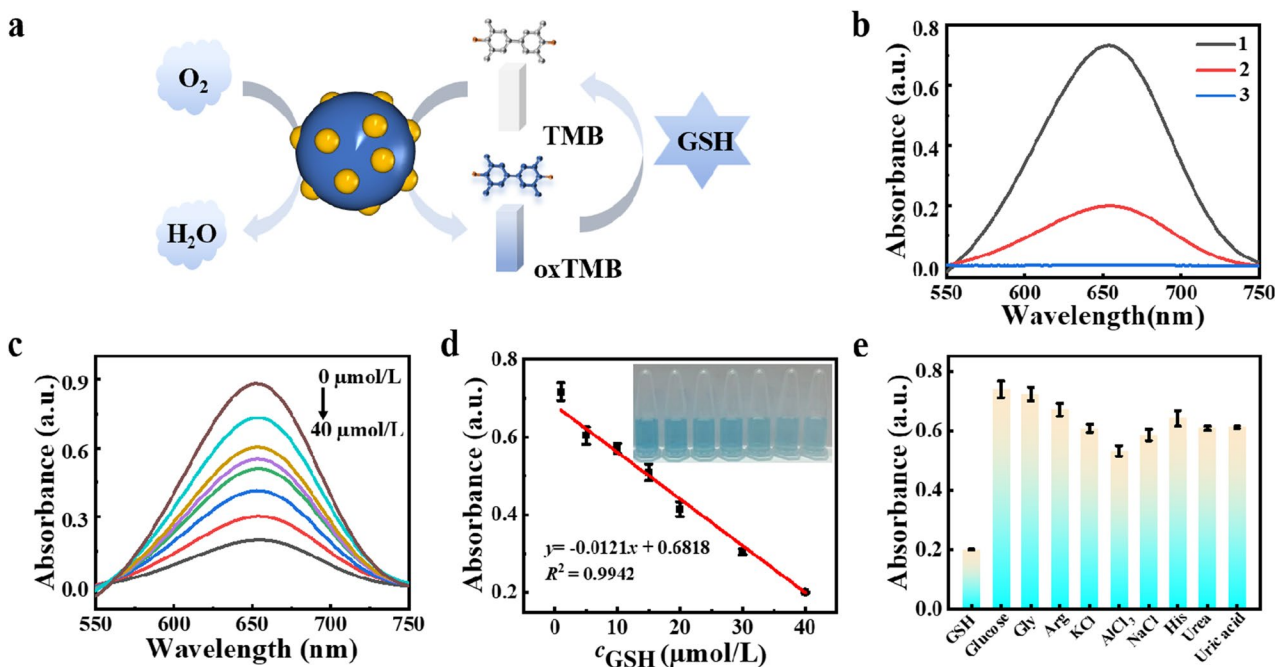 a
O₂
H₂O
TMB
oxTMB
GSH
b
Absorbance (a.u.)
0.8
0.6
0.4
0.2
0.0
1
2
3
550
600
650
700
750
Wavelength(nm)
c
Absorbance (a.u.)
0.9
0.6
0.3
0.0
0 μmol/L
40 μmol/L
550
600
650
700
750
Wavelength (nm)
d
Absorbance (a.u.)
0.8
0.6
0.4
0.2
y= -0.0121x + 0.6818
R² = 0.9942
0
10
20
30
40
cGSH (μmol/L)
e
Absorbance (a.u.)
0.8
0.6
0.4
0.2
0.0
GSH
Glucose
Gly
Arg
KCl
AlCl₃
NaCl
His
Urea
Uric acid